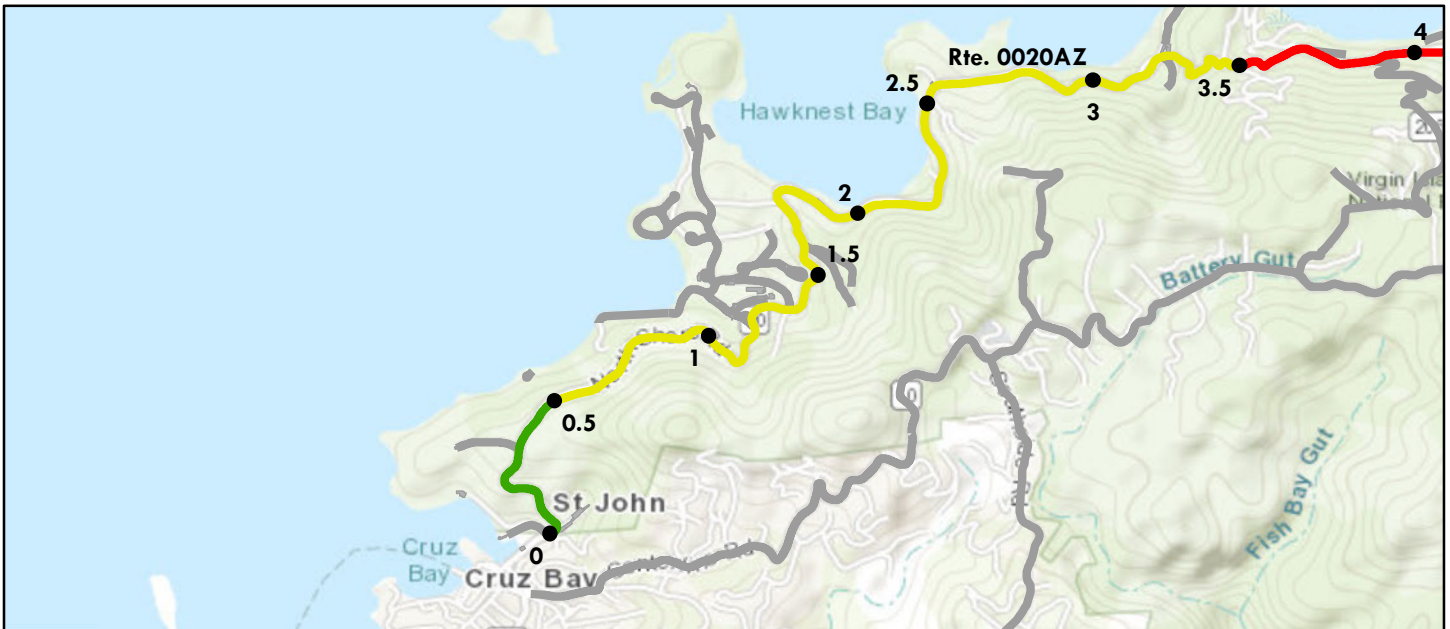 4
Rte. 0020AZ
2.5
3
3.5
Hawknest Bay
2
1.5
Battery Gut
1
0.5
Fish Bay Gut
St John
0
Cruz
Bay
Cruz Bay